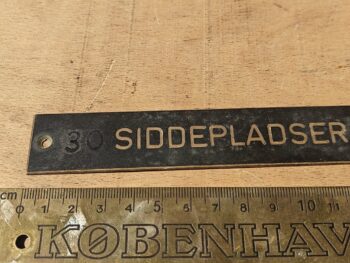 30 SIDDEPLADSER
cm 0 1 2 3 4 5 6 7 8 9 10 11
KØBENHAV